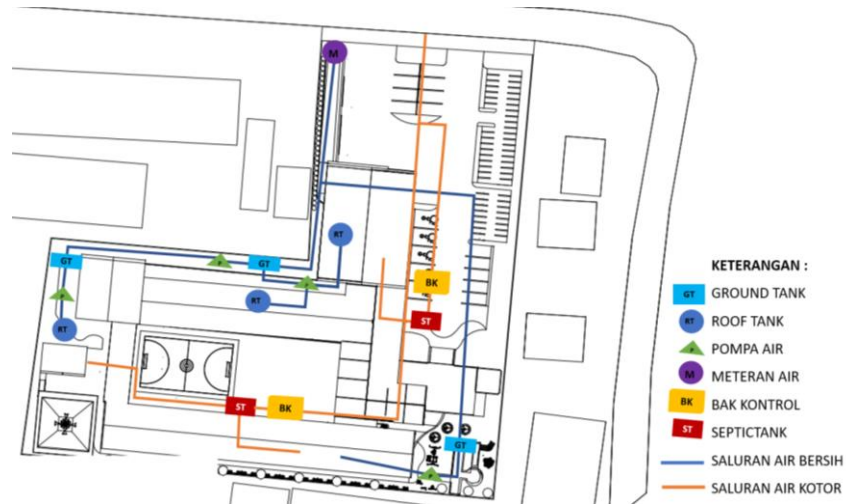 M
RT
GT
P
GT
P
P
RT
RT
BK
ST
ST
BK
GT
P
KETERANGAN :
GT GROUND TANK
RT ROOF TANK
P POMPA AIR
M METERAN AIR
BK BAK KONTROL
ST SEPTICTANK
SALURAN AIR BERSIH
SALURAN AIR KOTOR